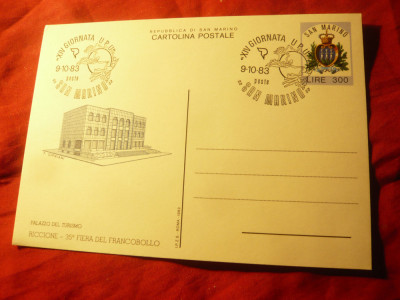 REPUBBLICA DI SAN MARINO
CARTOLINA POSTALE
XIV GIORNATA U.P.
9-10-83
SAN MARINO
XIV GIORNATA U.P.
9-10-83
SAN MARINO
SAN MARINO
LIRE 300
PALAZZO DEL TURISMO
RICCIONE - 35ª FIERA DEL FRANCOBOLLO